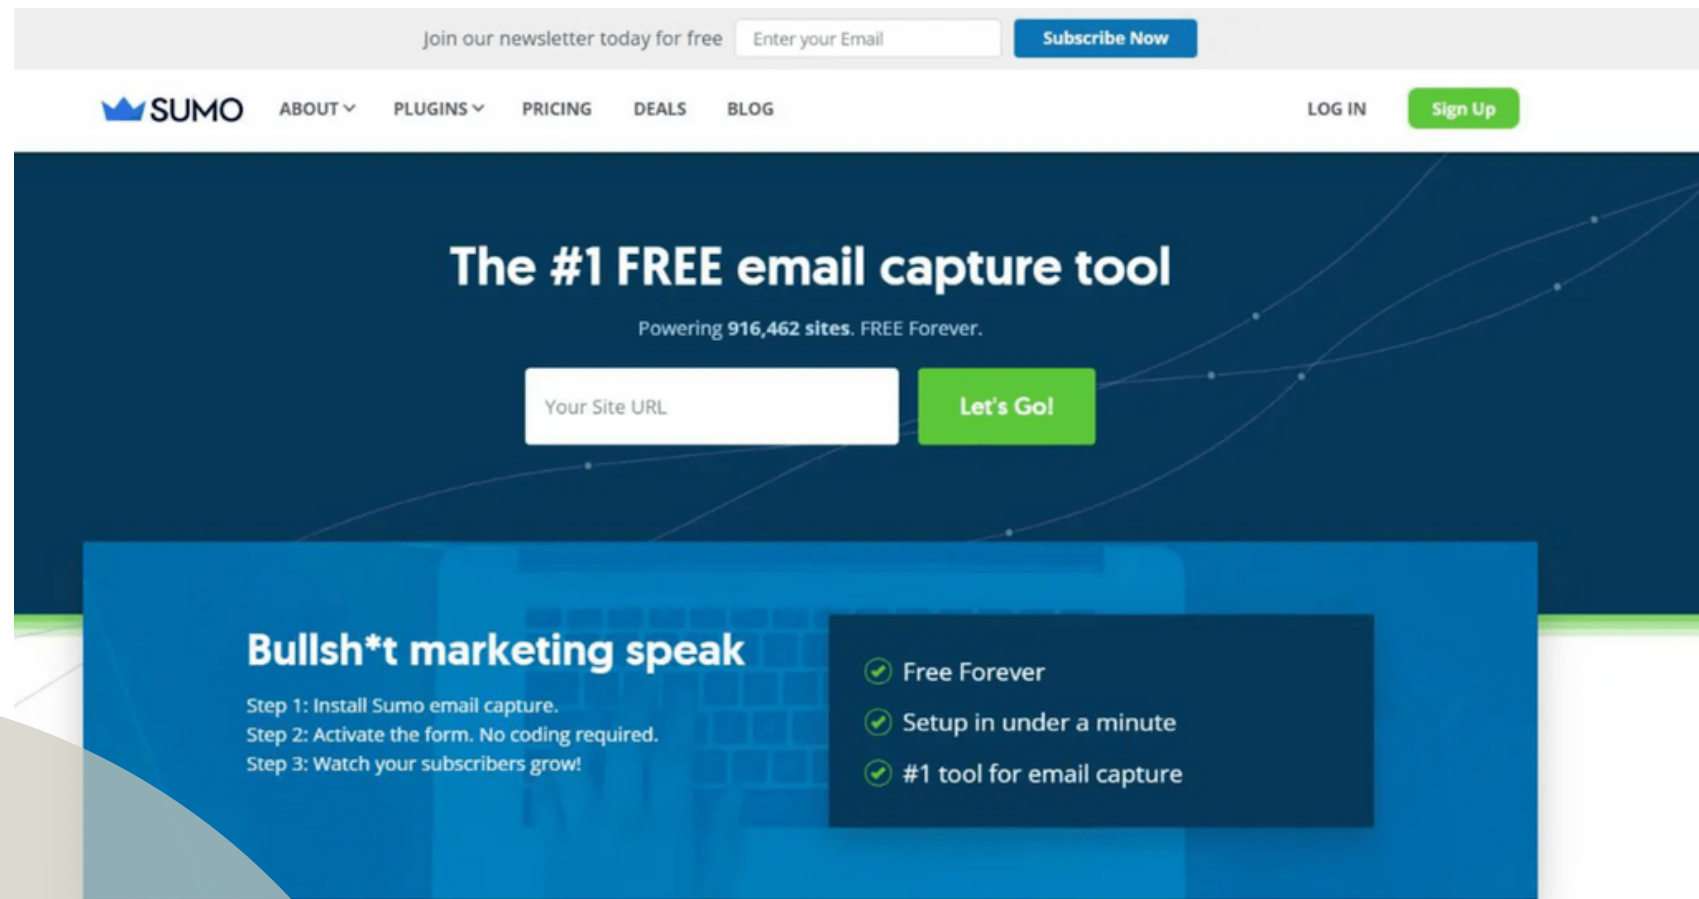 Join our newsletter today for free Enter your Email Subscribe Now
SUMO ABOUT PLUGINS PRICING DEALS BLOG LOG IN Sign Up
The #1 FREE email capture tool
Powering 916,462 sites. FREE Forever.
Your Site URL Let's Go!
Bullsh*t marketing speak
Step 1: Install Sumo email capture.
Step 2: Activate the form. No coding required.
Step 3: Watch your subscribers grow!
Free Forever
Setup in under a minute
#1 tool for email capture